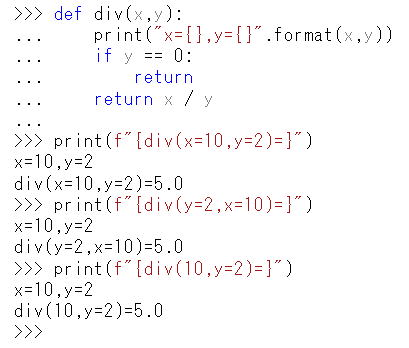 >>> def div(x,y):
...     print("x={},y={}".format(x,y))
...     if y == 0:
...         return
...     return x / y
...
>>> print(f"{div(x=10,y=2)=}")
x=10,y=2
div(x=10,y=2)=5.0
>>> print(f"{div(y=2,x=10)=}")
x=10,y=2
div(y=2,x=10)=5.0
>>> print(f"{div(10,y=2)=}")
x=10,y=2
div(10,y=2)=5.0
>>>